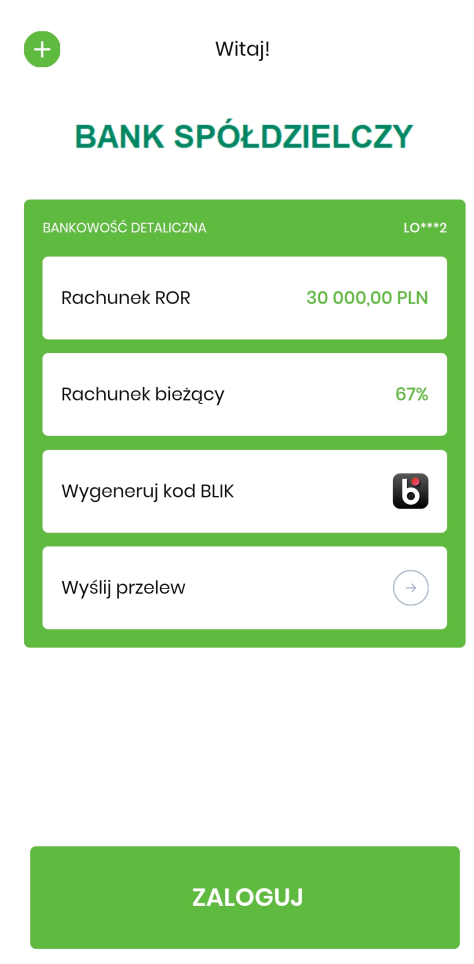 Witaj!
BANK SPÓŁDZIELCZY
BANKOWOŚĆ DETALICZNA LO***2
Rachunek ROR 30 000,00 PLN
Rachunek bieżący 67%
Wygeneruj kod BLIK b
Wyślij przelew
ZALOGUJ